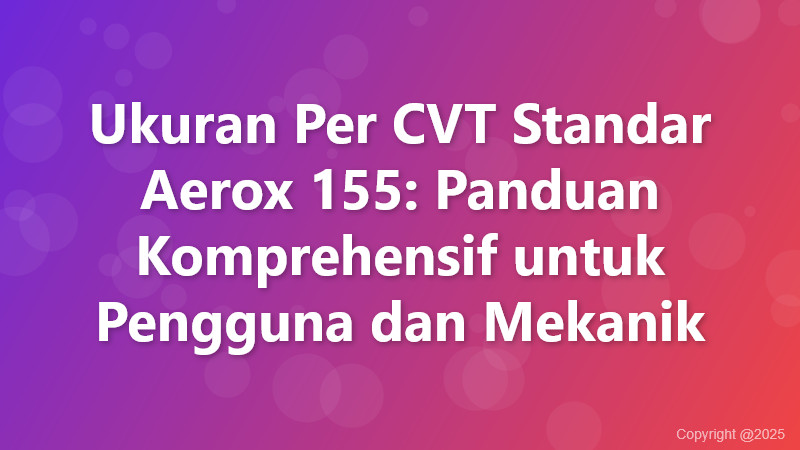 Ukuran Per CVT Standar
Aerox 155: Panduan
Komprehensif untuk
Pengguna dan Mekanik
Copyright @2025